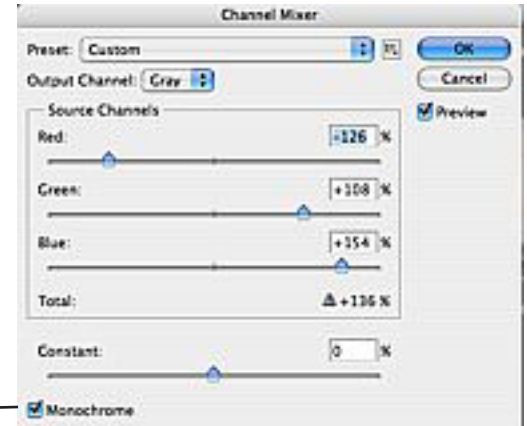 Channel Mixer
Preset: Custom
OK
Output Channel: Gray
Cancel
Source Channels
Preview
Red: -126 %
Green: +108 %
Blue: +154 %
Total: +136 %
Constant: 0 %
Monochrome